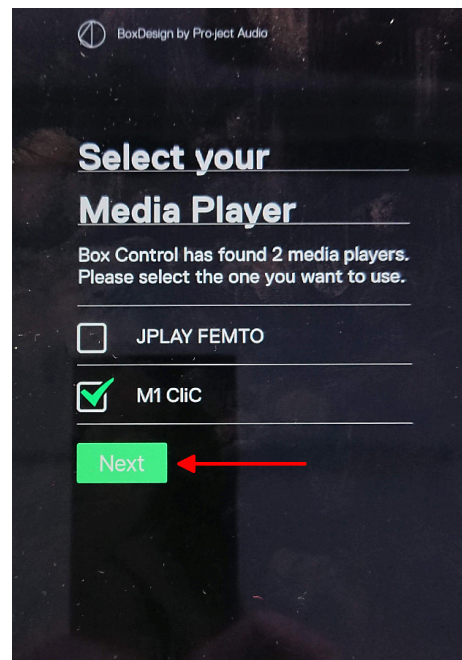 BoxDesign by Pro-ject Audio
Select your
Media Player
Box Control has found 2 media players.
Please select the one you want to use.
JPLAY FEMTO
M1 CliC
Next